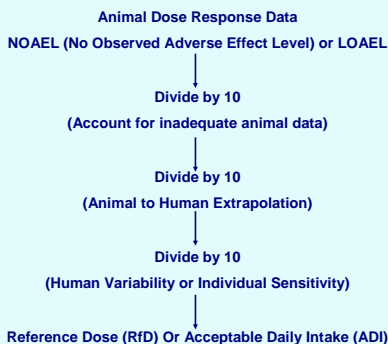 Animal Dose Response Data
NOAEL (No Observed Adverse Effect Level) or LOAEL
Divide by 10
(Account for inadequate animal data)
Divide by 10
(Animal to Human Extrapolation)
Divide by 10
(Human Variability or Individual Sensitivity)
Reference Dose (RfD) Or Acceptable Daily Intake (ADI)